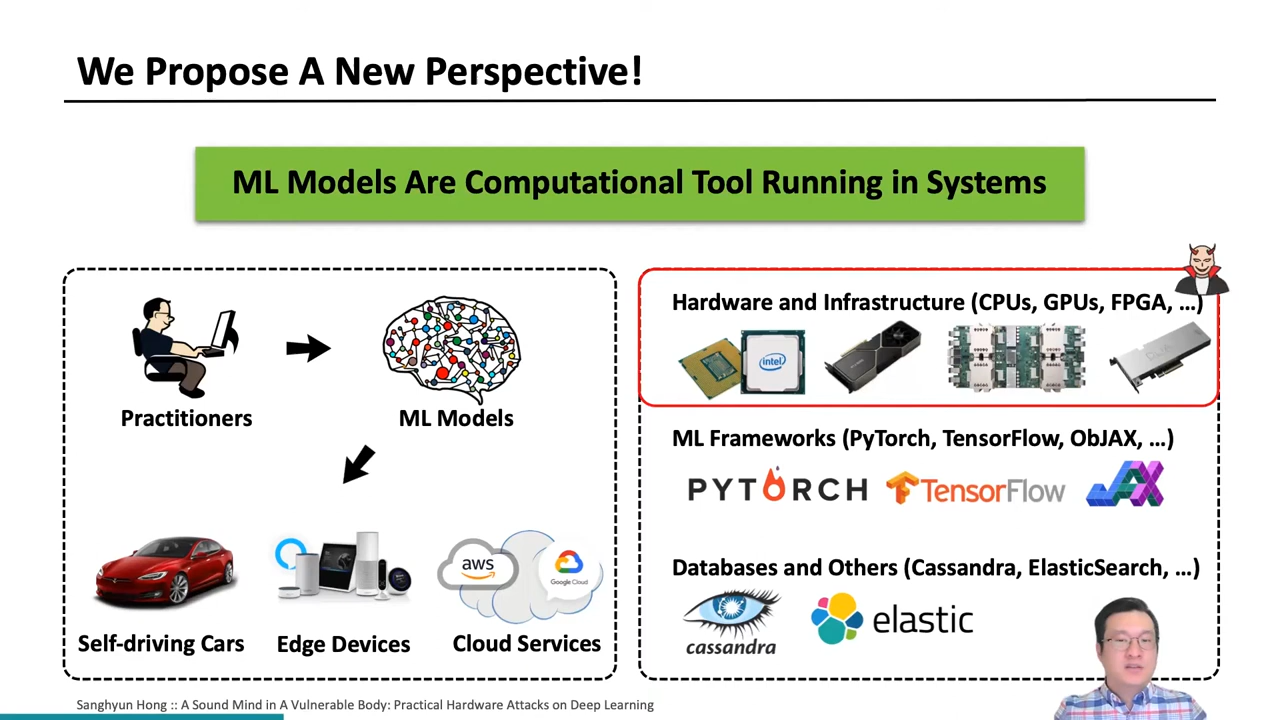 We Propose A New Perspective!
ML Models Are Computational Tool Running in Systems
Practitioners
ML Models
aws
Google Cloud
Self-driving Cars
Edge Devices
Cloud Services
Hardware and Infrastructure (CPUs, GPUs, FPGA, ...)
intel
ML Frameworks (PyTorch, TensorFlow, ObJAX, ...)
PYTORCH
TensorFlow
JAX
Databases and Others (Cassandra, ElasticSearch, ...)
cassandra
elastic
Sanghyun Hong :: A Sound Mind in A Vulnerable Body: Practical Hardware Attacks on Deep Learning